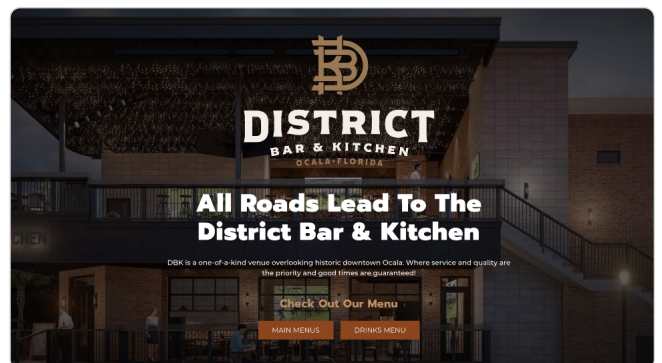 DBK
DISTRICT
BAR & KITCHEN
OCALA-FLORIDA
All Roads Lead To The
District Bar & Kitchen
CHEN
DBK is a one-of-a-kind venue overlooking historic downtown Ocala. Where service and quality are
the priority and good times are guaranteed!
Check Out Our Menu
MAIN MENUS
DRINKS MENU